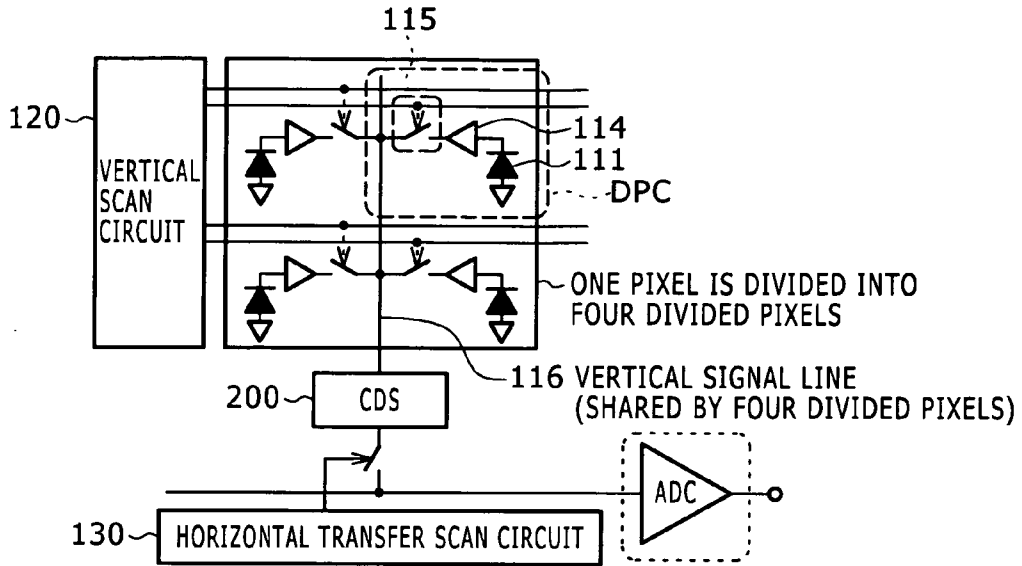 115
120
VERTICAL
SCAN
CIRCUIT
114
111
DPC
ONE PIXEL IS DIVIDED INTO
FOUR DIVIDED PIXELS
116 VERTICAL SIGNAL LINE
(SHARED BY FOUR DIVIDED PIXELS)
200
CDS
ADC
130
HORIZONTAL TRANSFER SCAN CIRCUIT